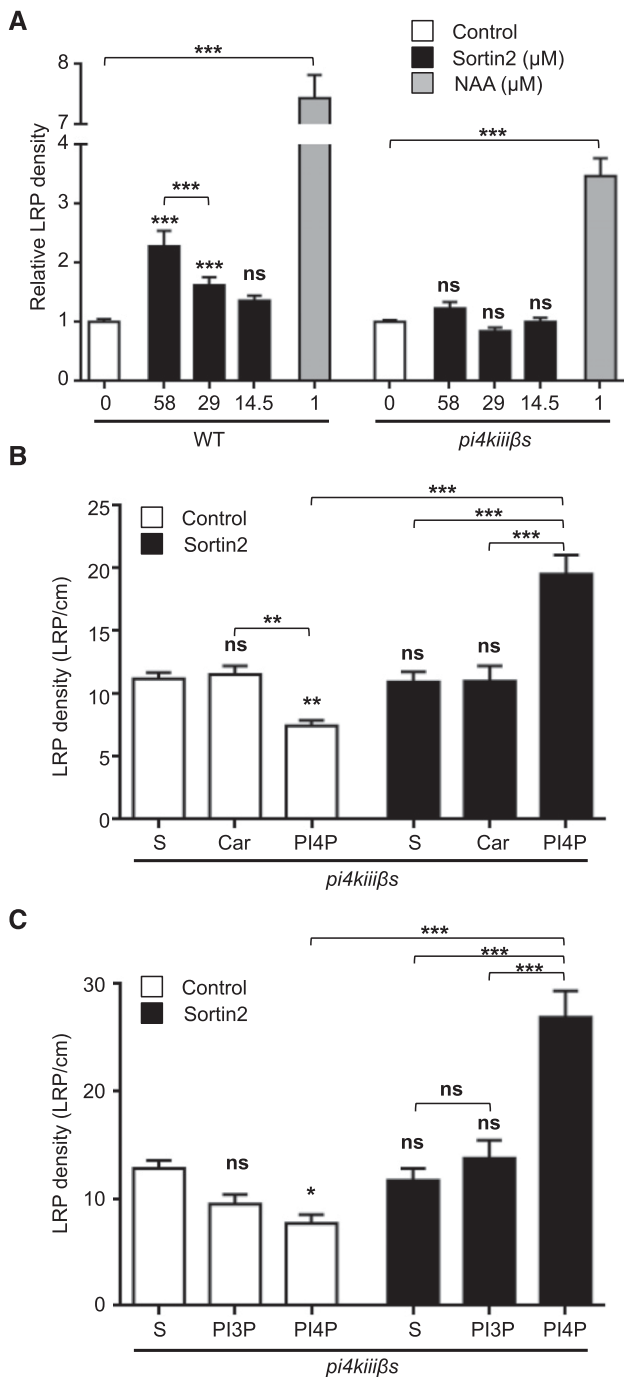 A
Control
Sortin2 (µM)
NAA (µM)
Relative LRP density
8
7
4
3
2
1
0
***
***
***
***
ns
***
ns
ns
ns
0 58 29 14.5 1 0 58 29 14.5 1
WT pi4kiiiβs
B
Control
Sortin2
LRP density (LRP/cm)
25
20
15
10
5
0
***
***
***
**
ns
**
ns
ns
S Car PI4P S Car PI4P
pi4kiiiβs
C
Control
Sortin2
LRP density (LRP/cm)
30
20
10
0
***
***
***
ns
ns
*
ns
ns
S PI3P PI4P S PI3P PI4P
pi4kiiiβs